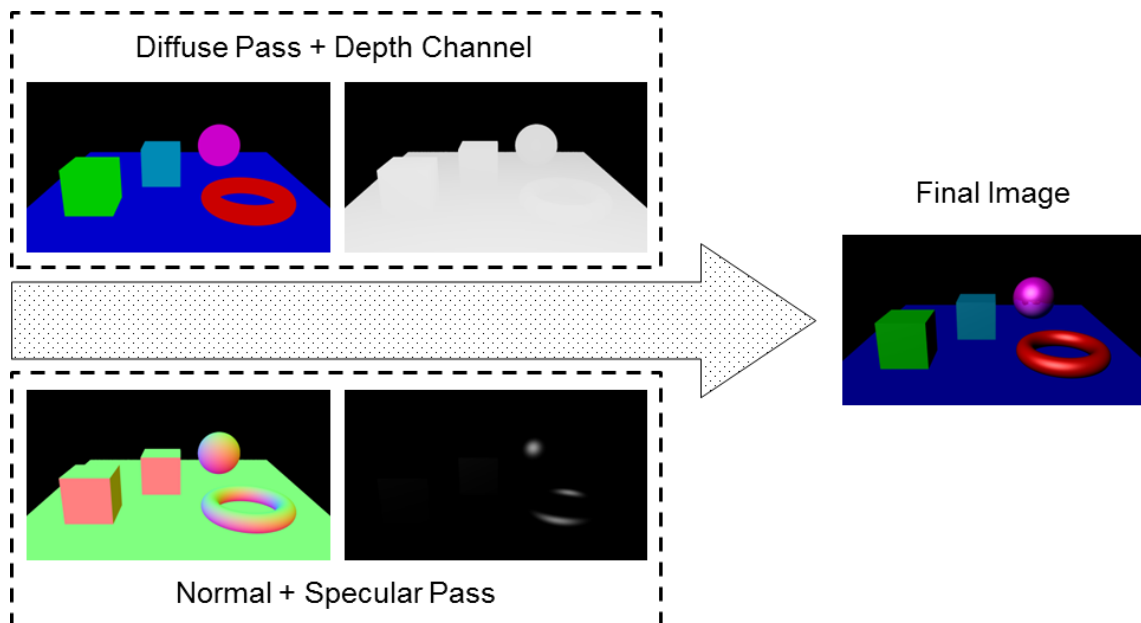 Diffuse Pass + Depth Channel
Final Image
Normal + Specular Pass